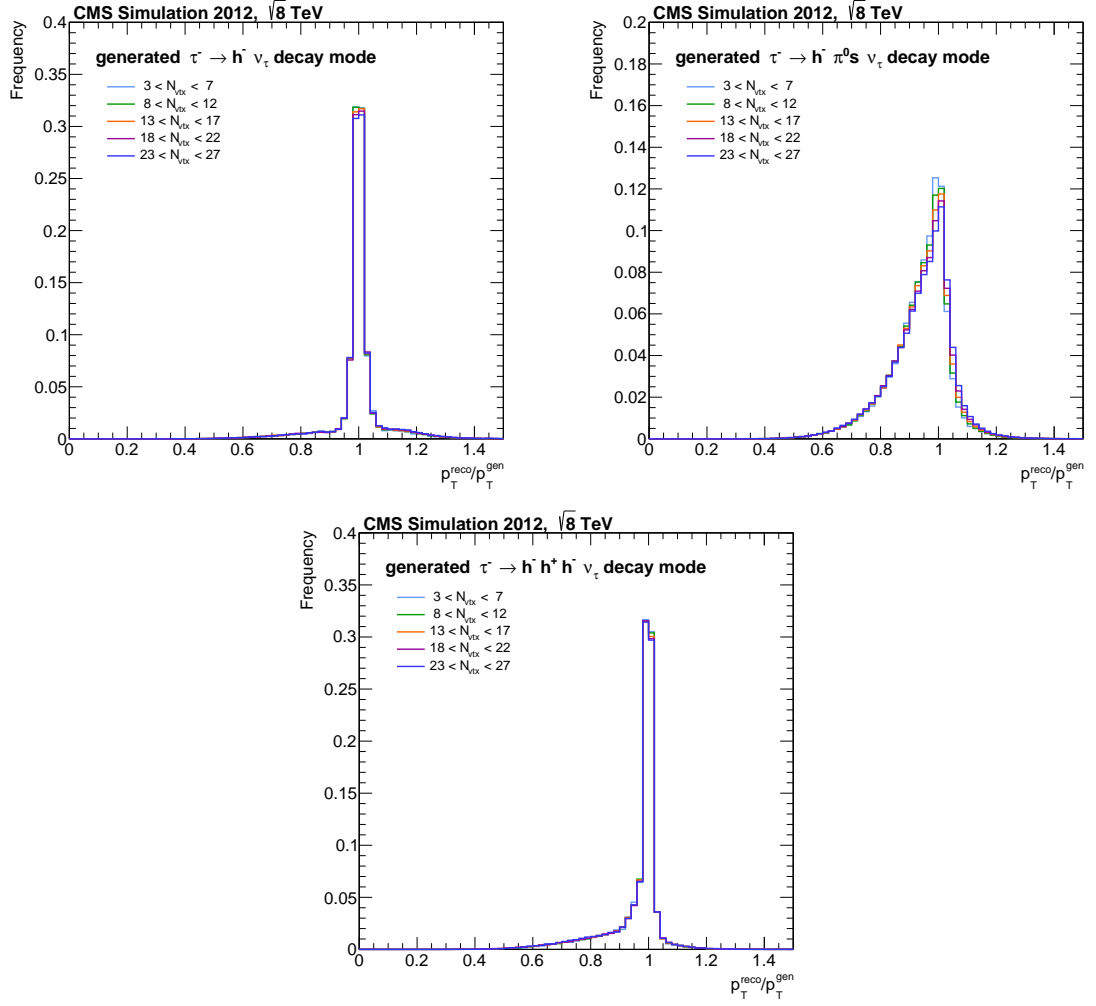 CMS Simulation 2012, √8 TeV
Frequency
generated τ⁻ → h⁻ ν_τ decay mode
3 < N_vtx < 7
8 < N_vtx < 12
13 < N_vtx < 17
18 < N_vtx < 22
23 < N_vtx < 27
0.4
0.35
0.3
0.25
0.2
0.15
0.1
0.05
0
0 0.2 0.4 0.6 0.8 1 1.2 1.4
p_T^reco/p_T^gen
CMS Simulation 2012, √8 TeV
Frequency
generated τ⁻ → h⁻ π⁰s ν_τ decay mode
3 < N_vtx < 7
8 < N_vtx < 12
13 < N_vtx < 17
18 < N_vtx < 22
23 < N_vtx < 27
0.2
0.18
0.16
0.14
0.12
0.1
0.08
0.06
0.04
0.02
0
0 0.2 0.4 0.6 0.8 1 1.2 1.4
p_T^reco/p_T^gen
CMS Simulation 2012, √8 TeV
Frequency
generated τ⁻ → h⁻ h⁺ h⁻ ν_τ decay mode
3 < N_vtx < 7
8 < N_vtx < 12
13 < N_vtx < 17
18 < N_vtx < 22
23 < N_vtx < 27
0.4
0.35
0.3
0.25
0.2
0.15
0.1
0.05
0
0 0.2 0.4 0.6 0.8 1 1.2 1.4
p_T^reco/p_T^gen